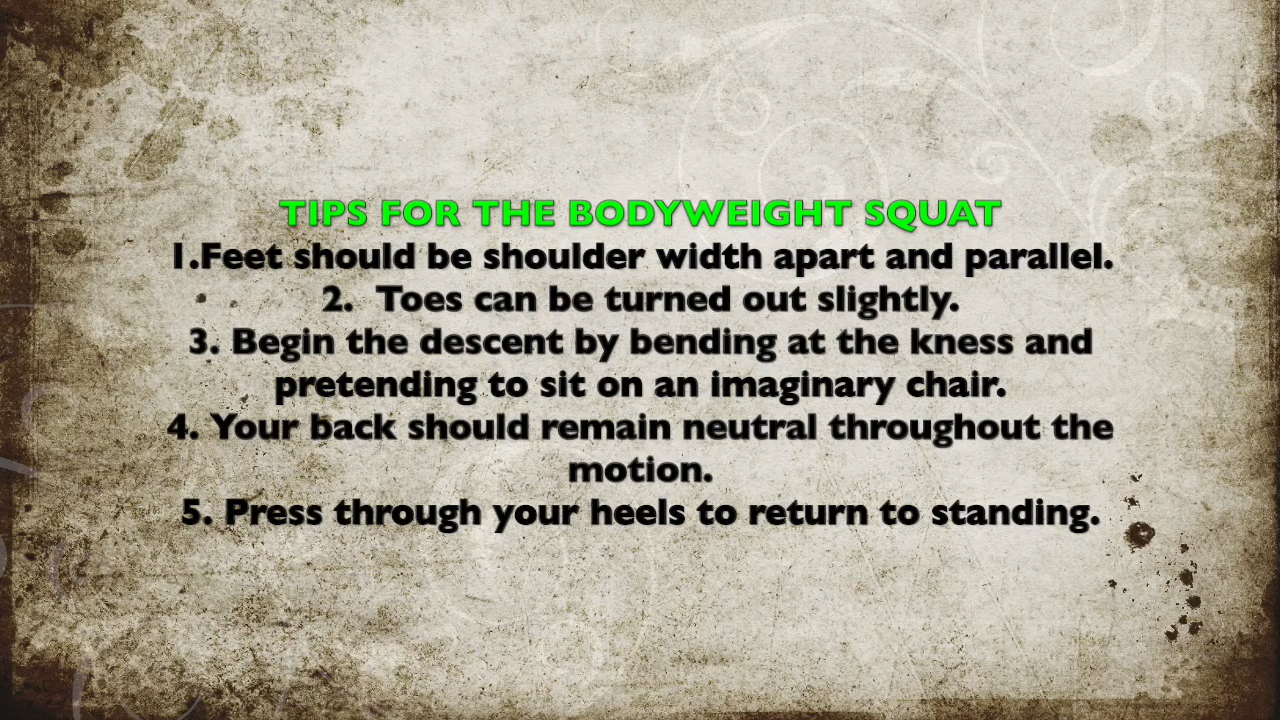 TIPS FOR THE BODYWEIGHT SQUAT
1.Feet should be shoulder width apart and parallel.
2.  Toes can be turned out slightly.
3. Begin the descent by bending at the kness and
pretending to sit on an imaginary chair.
4. Your back should remain neutral throughout the
motion.
5. Press through your heels to return to standing.